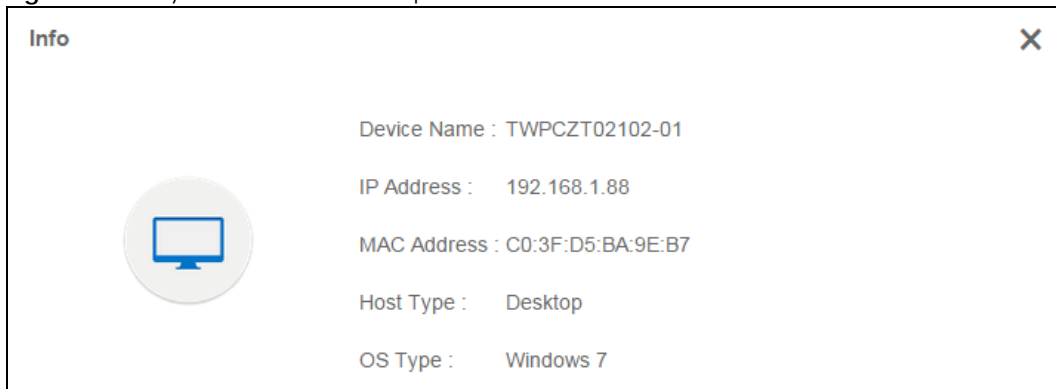 Info
Device Name : TWPCZT02102-01
IP Address : 192.168.1.88
MAC Address : C0:3F:D5:BA:9E:B7
Host Type : Desktop
OS Type : Windows 7